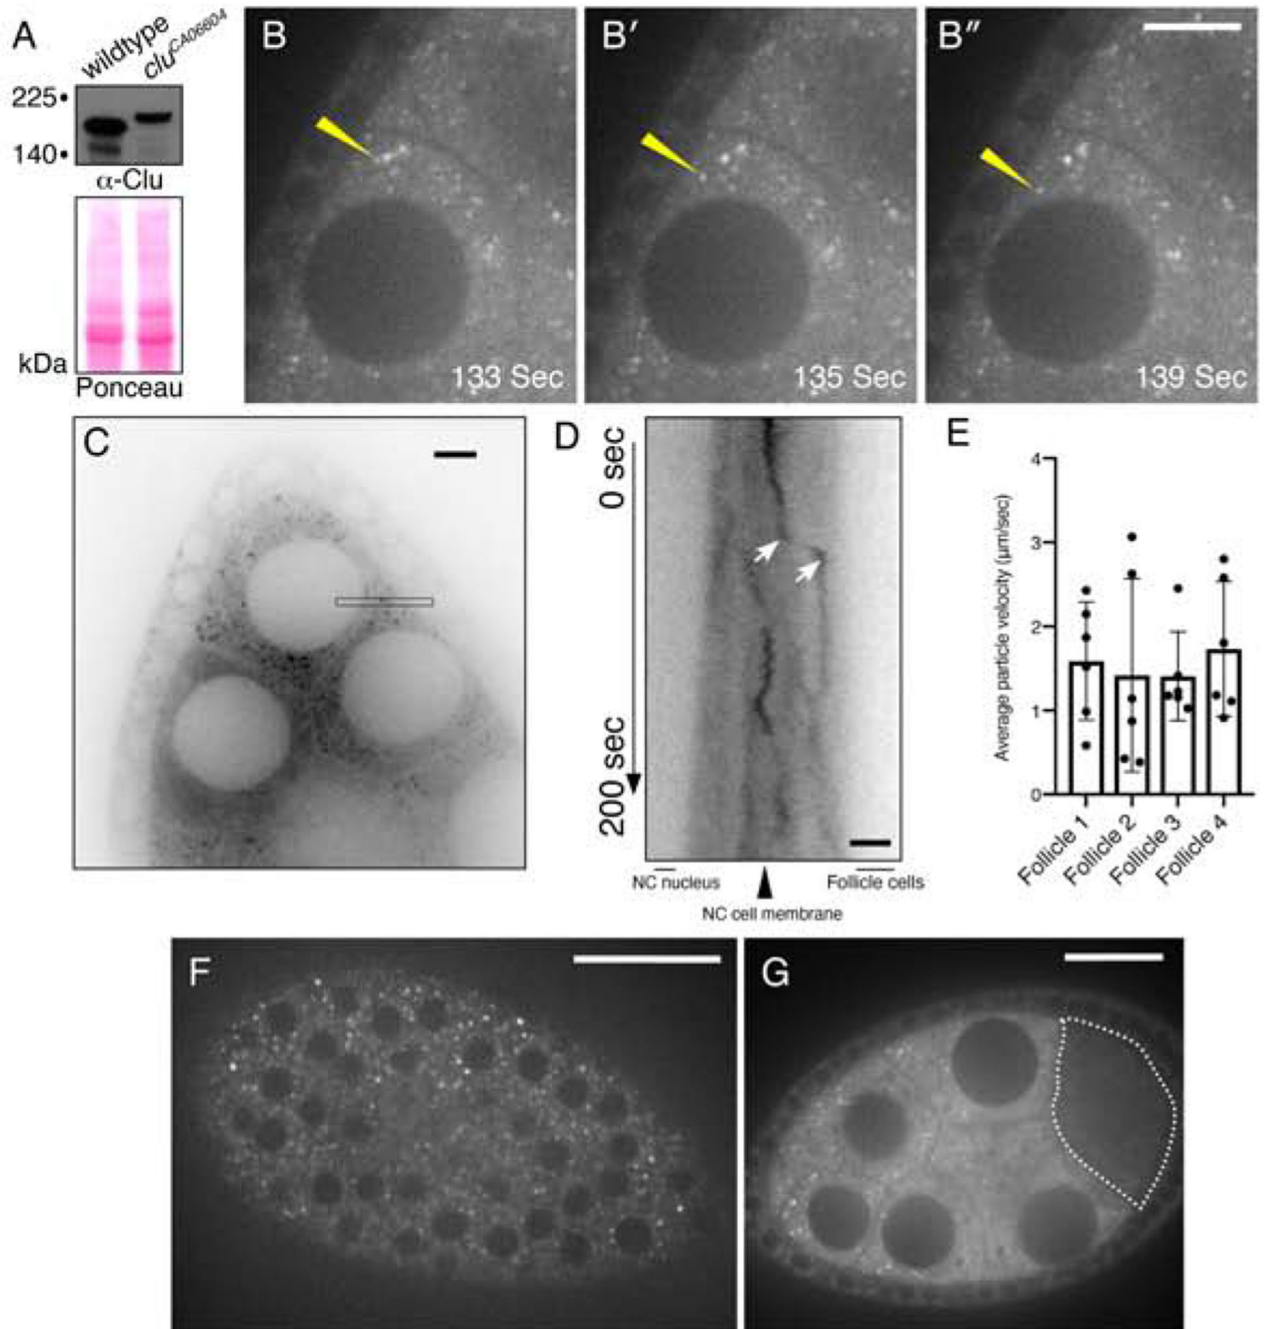 A
wildtype
clu^CA06604
225•
140•
α-Clu
kDa
Ponceau
B
133 Sec
B′
135 Sec
B″
139 Sec
C
D
0 sec
200 sec
NC nucleus
Follicle cells
NC cell membrane
E
Average particle velocity (μm/sec)
4
3
2
1
0
Follicle 1
Follicle 2
Follicle 3
Follicle 4
F
G